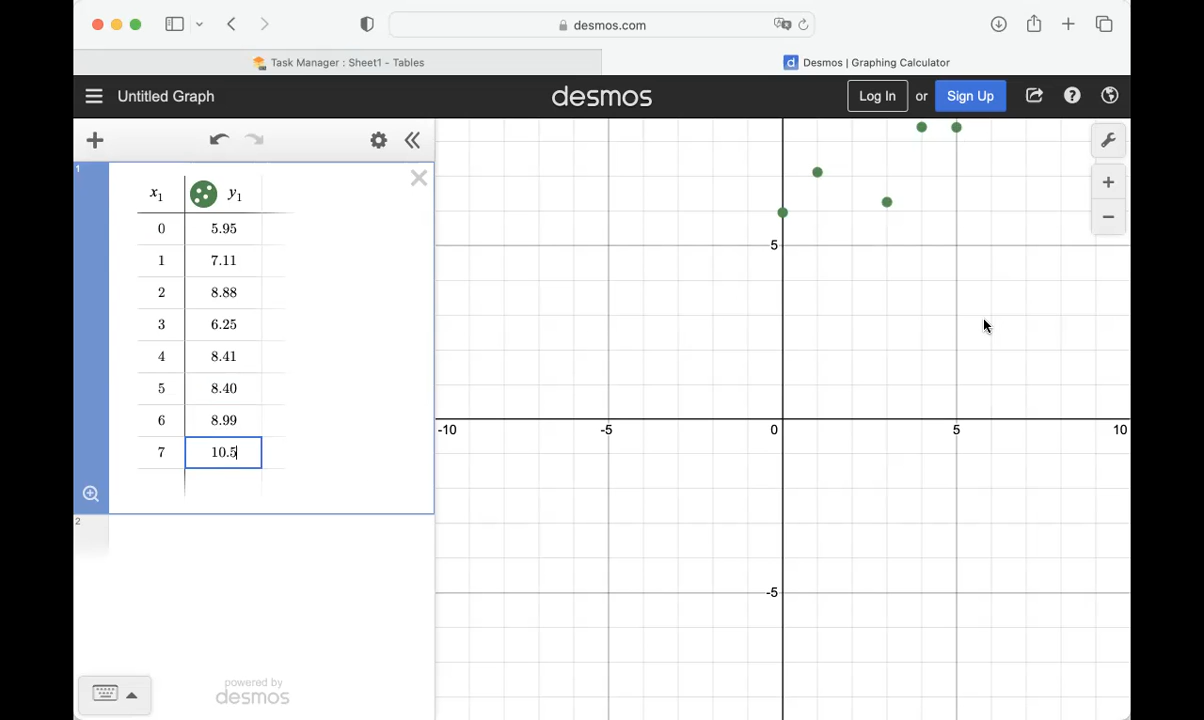 desmos.com
Task Manager : Sheet1 - Tables
Desmos | Graphing Calculator
Untitled Graph
desmos
Log In or Sign Up
1
x₁ y₁
0 5.95
1 7.11
2 8.88
3 6.25
4 8.41
5 8.40
6 8.99
7 10.5
2
powered by
desmos
5
-10 -5 0 5 10
-5